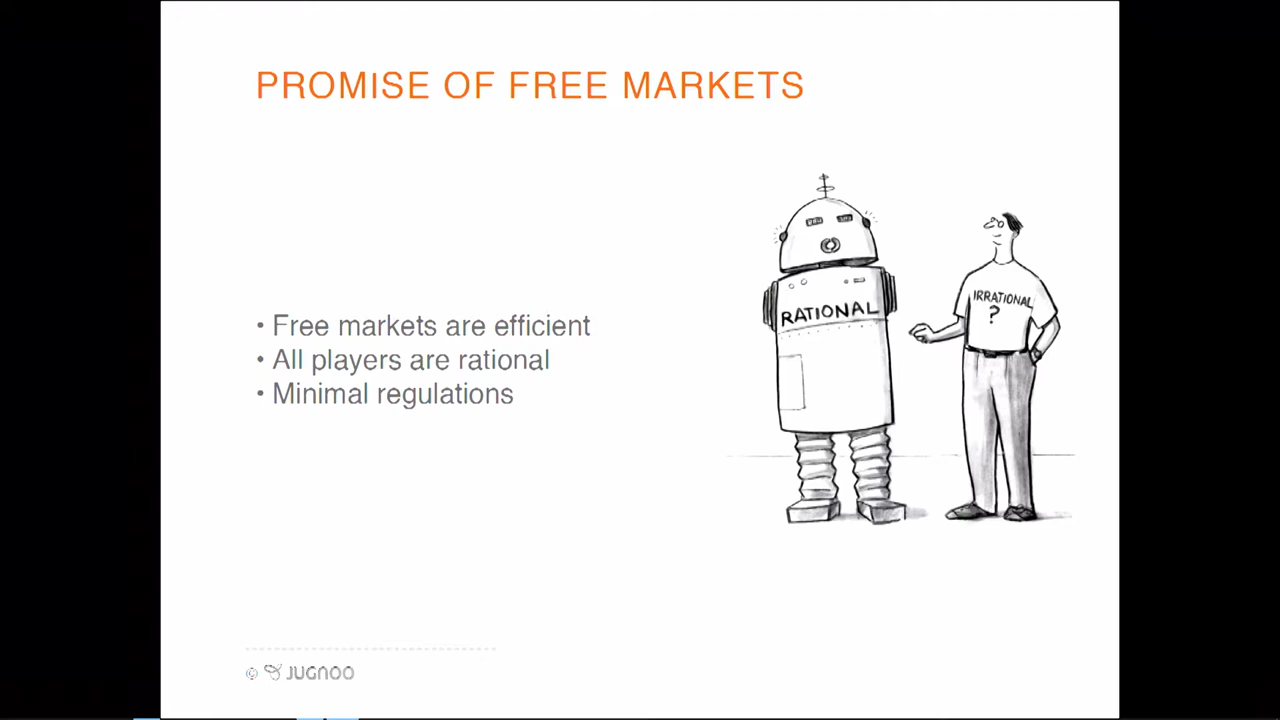 PROMISE OF FREE MARKETS
• Free markets are efficient
• All players are rational
• Minimal regulations
RATIONAL
IRRATIONAL
?
© JUGNOO